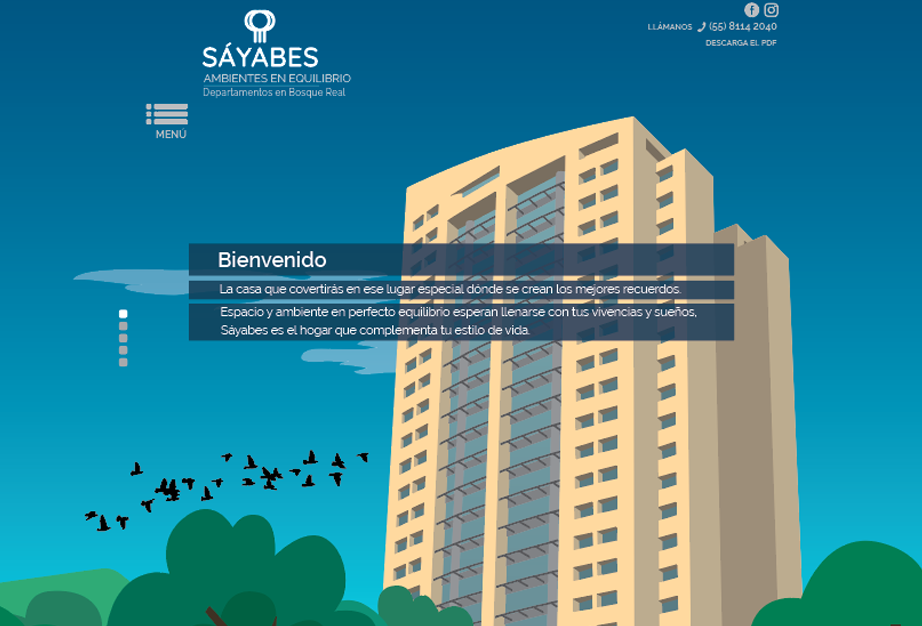 SÁYABES
AMBIENTES EN EQUILIBRIO
Departamentos en Bosque Real
LLÁMANOS (55) 8114 2040
DESCARGA EL PDF
MENÚ
Bienvenido
La casa que covertirás en ese lugar especial dónde se crean los mejores recuerdos.
Espacio y ambiente en perfecto equilibrio esperan llenarse con tus vivencias y sueños,
Sáyabes es el hogar que complementa tu estilo de vida.